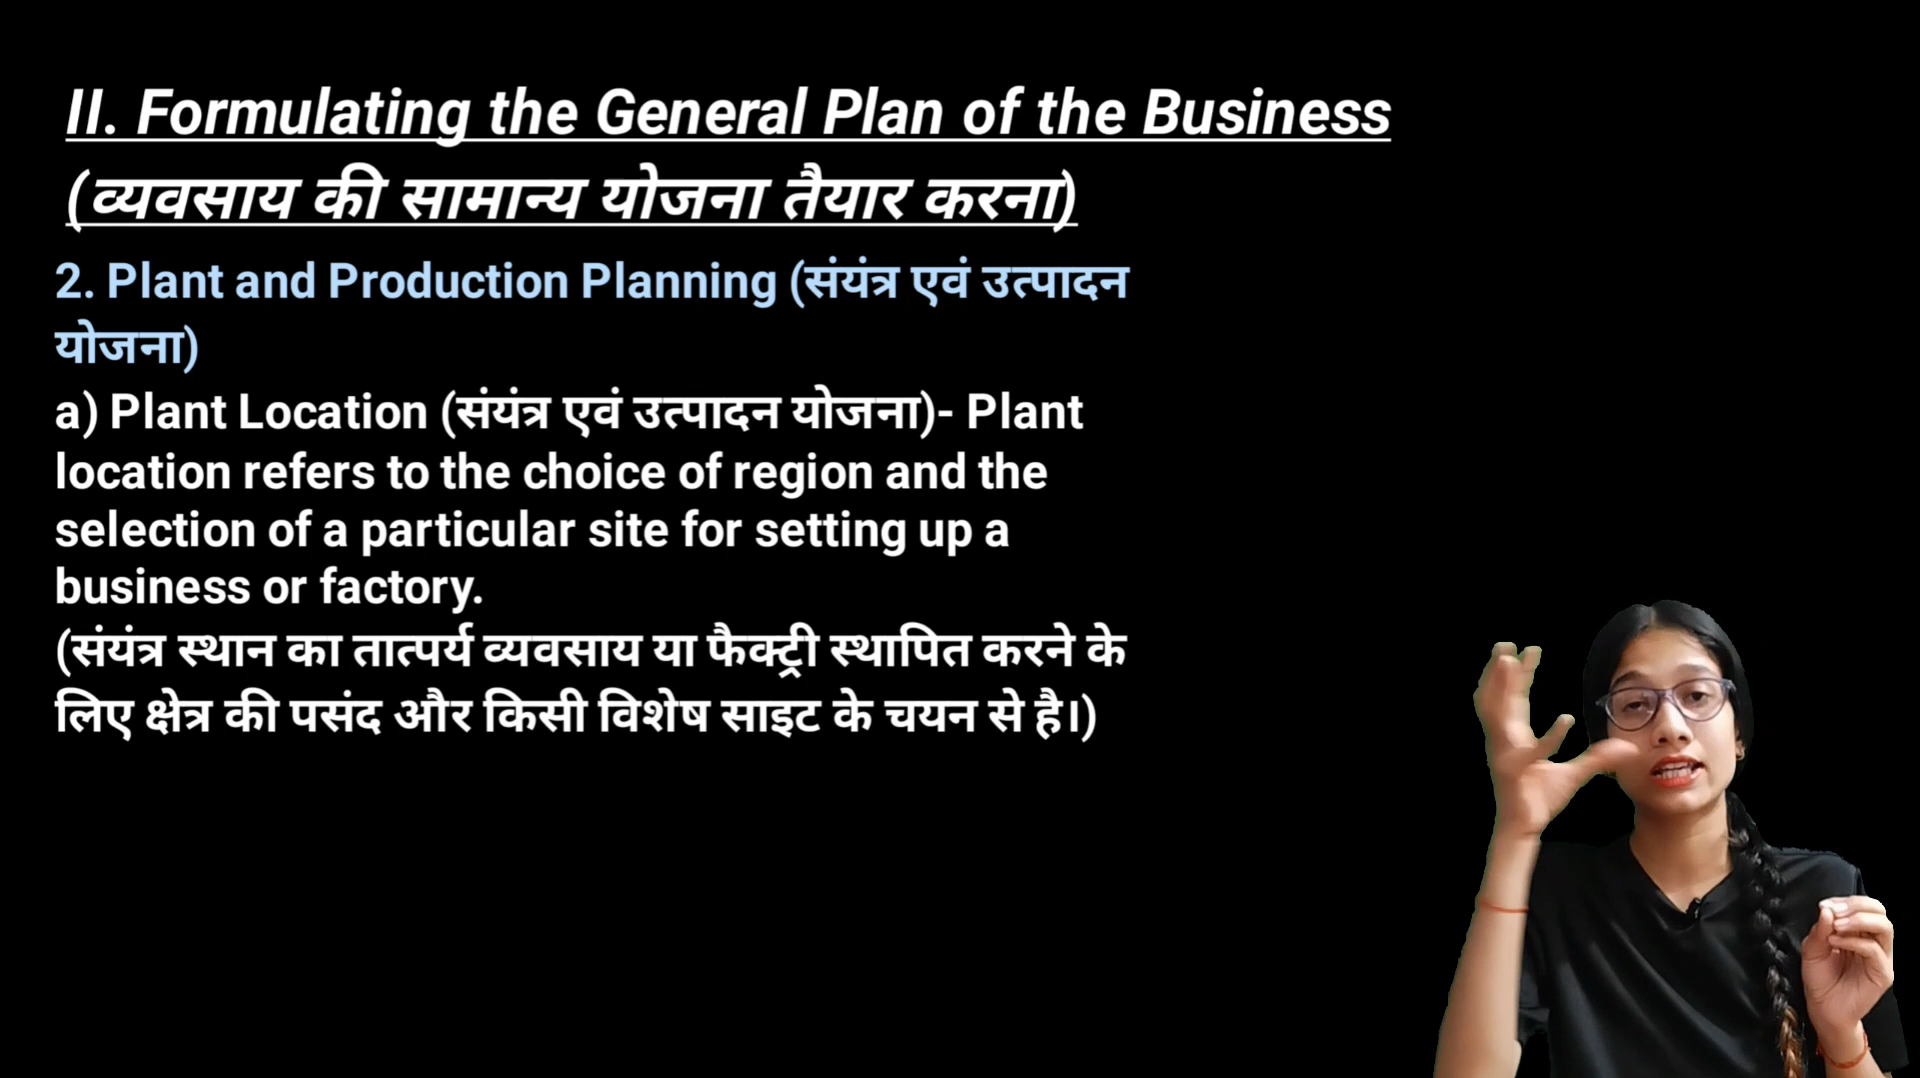 II. Formulating the General Plan of the Business
(व्यवसाय की सामान्य योजना तैयार करना)
2. Plant and Production Planning (संयंत्र एवं उत्पादन
योजना)
a) Plant Location (संयंत्र एवं उत्पादन योजना)- Plant
location refers to the choice of region and the
selection of a particular site for setting up a
business or factory.
(संयंत्र स्थान का तात्पर्य व्यवसाय या फैक्ट्री स्थापित करने के
लिए क्षेत्र की पसंद और किसी विशेष साइट के चयन से है।)